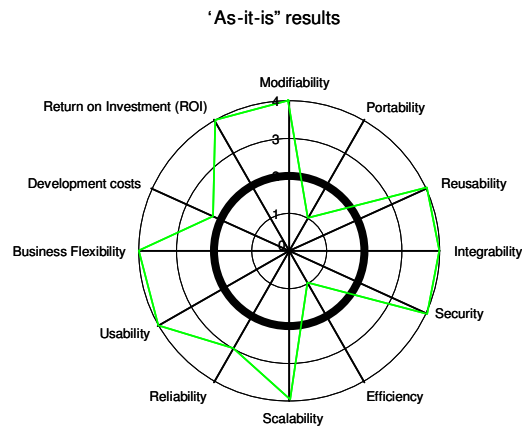 ‘As-it-is” results
Modifiability
Return on Investment (ROI)
Portability
4
3
Development costs
2
Reusability
1
Business Flexibility
0
Integrability
Usability
Security
Reliability
Efficiency
Scalability